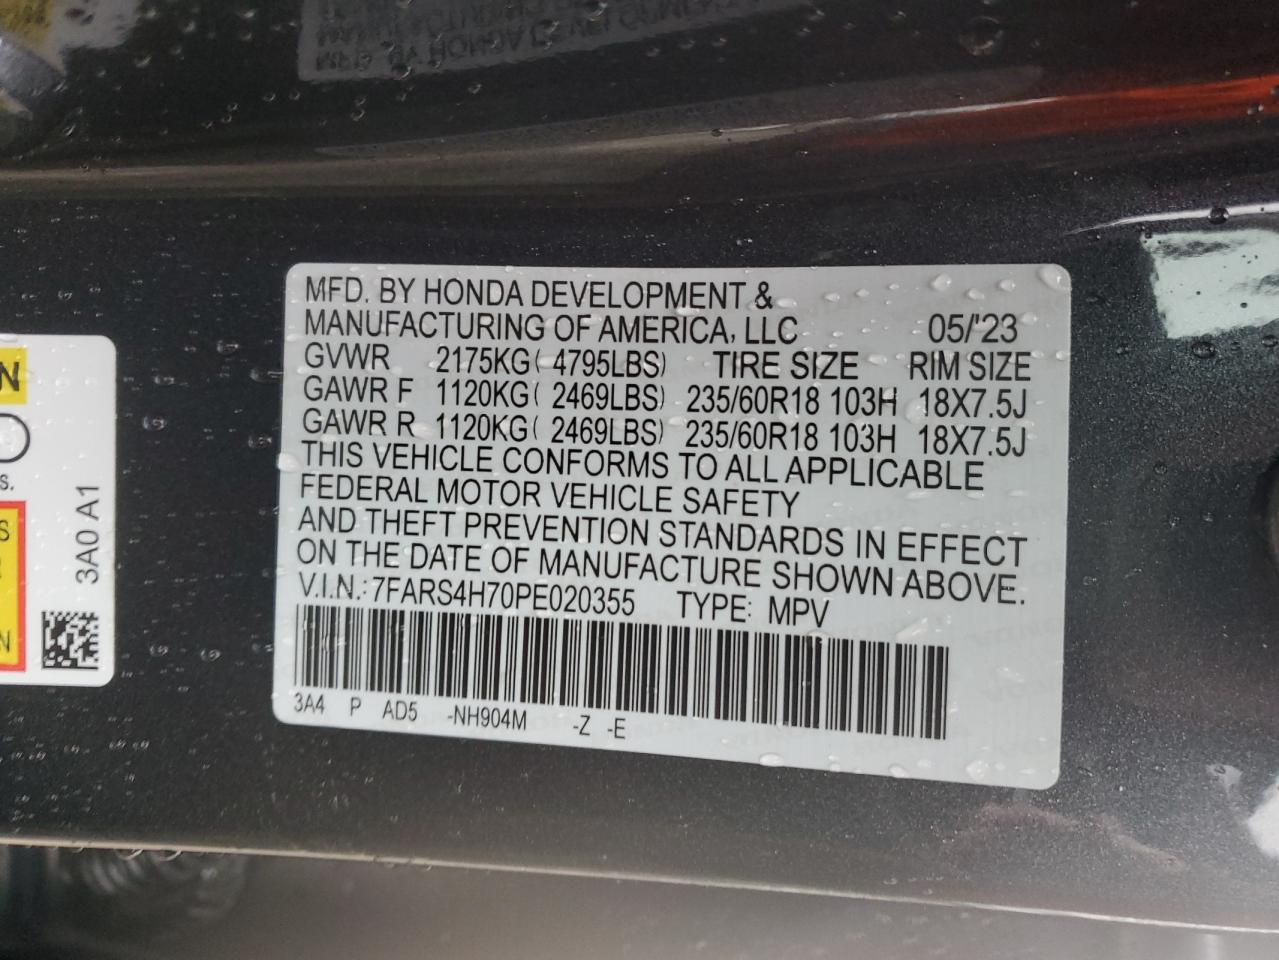 MFD. BY HONDA DEVELOPMENT &
MANUFACTURING OF AMERICA, LLC 05/'23
GVWR 2175KG( 4795LBS) TIRE SIZE RIM SIZE
GAWR F 1120KG( 2469LBS) 235/60R18 103H 18X7.5J
GAWR R 1120KG( 2469LBS) 235/60R18 103H 18X7.5J
THIS VEHICLE CONFORMS TO ALL APPLICABLE
FEDERAL MOTOR VEHICLE SAFETY
AND THEFT PREVENTION STANDARDS IN EFFECT
ON THE DATE OF MANUFACTURE SHOWN ABOVE.
V.I.N.: 7FARS4H70PE020355 TYPE: MPV
3A4 P AD5 -NH904M -Z -E
3A0 A1